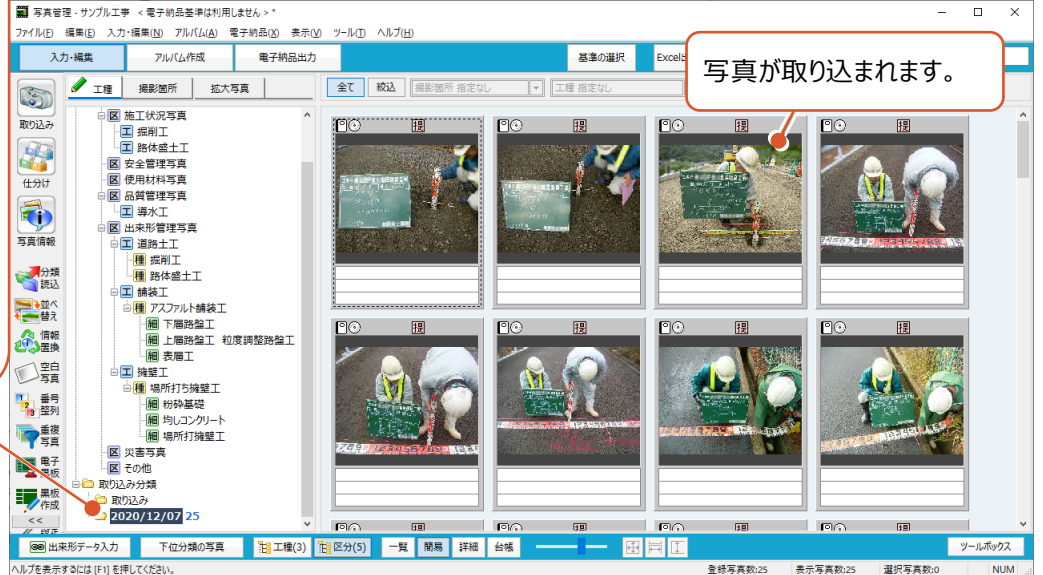 写真管理 - サンプル工事 ＜電子納品基準は利用しません＞*
ファイル(F) 編集(E) 入力・編集(N) アルバム(A) 電子納品(X) 表示(V) ツール(T) ヘルプ(H)
入力・編集 アルバム作成 電子納品出力 基準の選択
写真が取り込まれます。
工種 撮影箇所 拡大写真
全て 絞込 撮影箇所 指定なし 工種 指定なし
取り込み
仕分け
写真情報
分類読込
並べ替え
情報置換
空白写真
番号整列
重複写真
電子黒板
黒板作成
<<
区 施工状況写真
工 掘削工
工 路体盛土工
区 安全管理写真
区 使用材料写真
区 品質管理写真
工 導水工
区 出来形管理写真
工 道路土工
種 掘削工
種 路体盛土工
工 舗装工
種 アスファルト舗装工
細 下層路盤工
細 上層路盤工 粒度調整路盤工
細 表層工
工 擁壁工
種 場所打ち擁壁工
細 粉砕基礎
細 均しコンクリート
細 場所打擁壁工
区 災害写真
区 その他
取り込み分類
取り込み
2020/12/07 25
提 提 提 提
提 提 提 提
提 提 提 提
出来形データ入力 下位分類の写真 工種(3) 区分(5) 一覧 簡易 詳細 台帳 ツールボックス
ヘルプを表示するには [F1] を押してください。 登録写真数:25 表示写真数:25 選択写真数:0 NUM